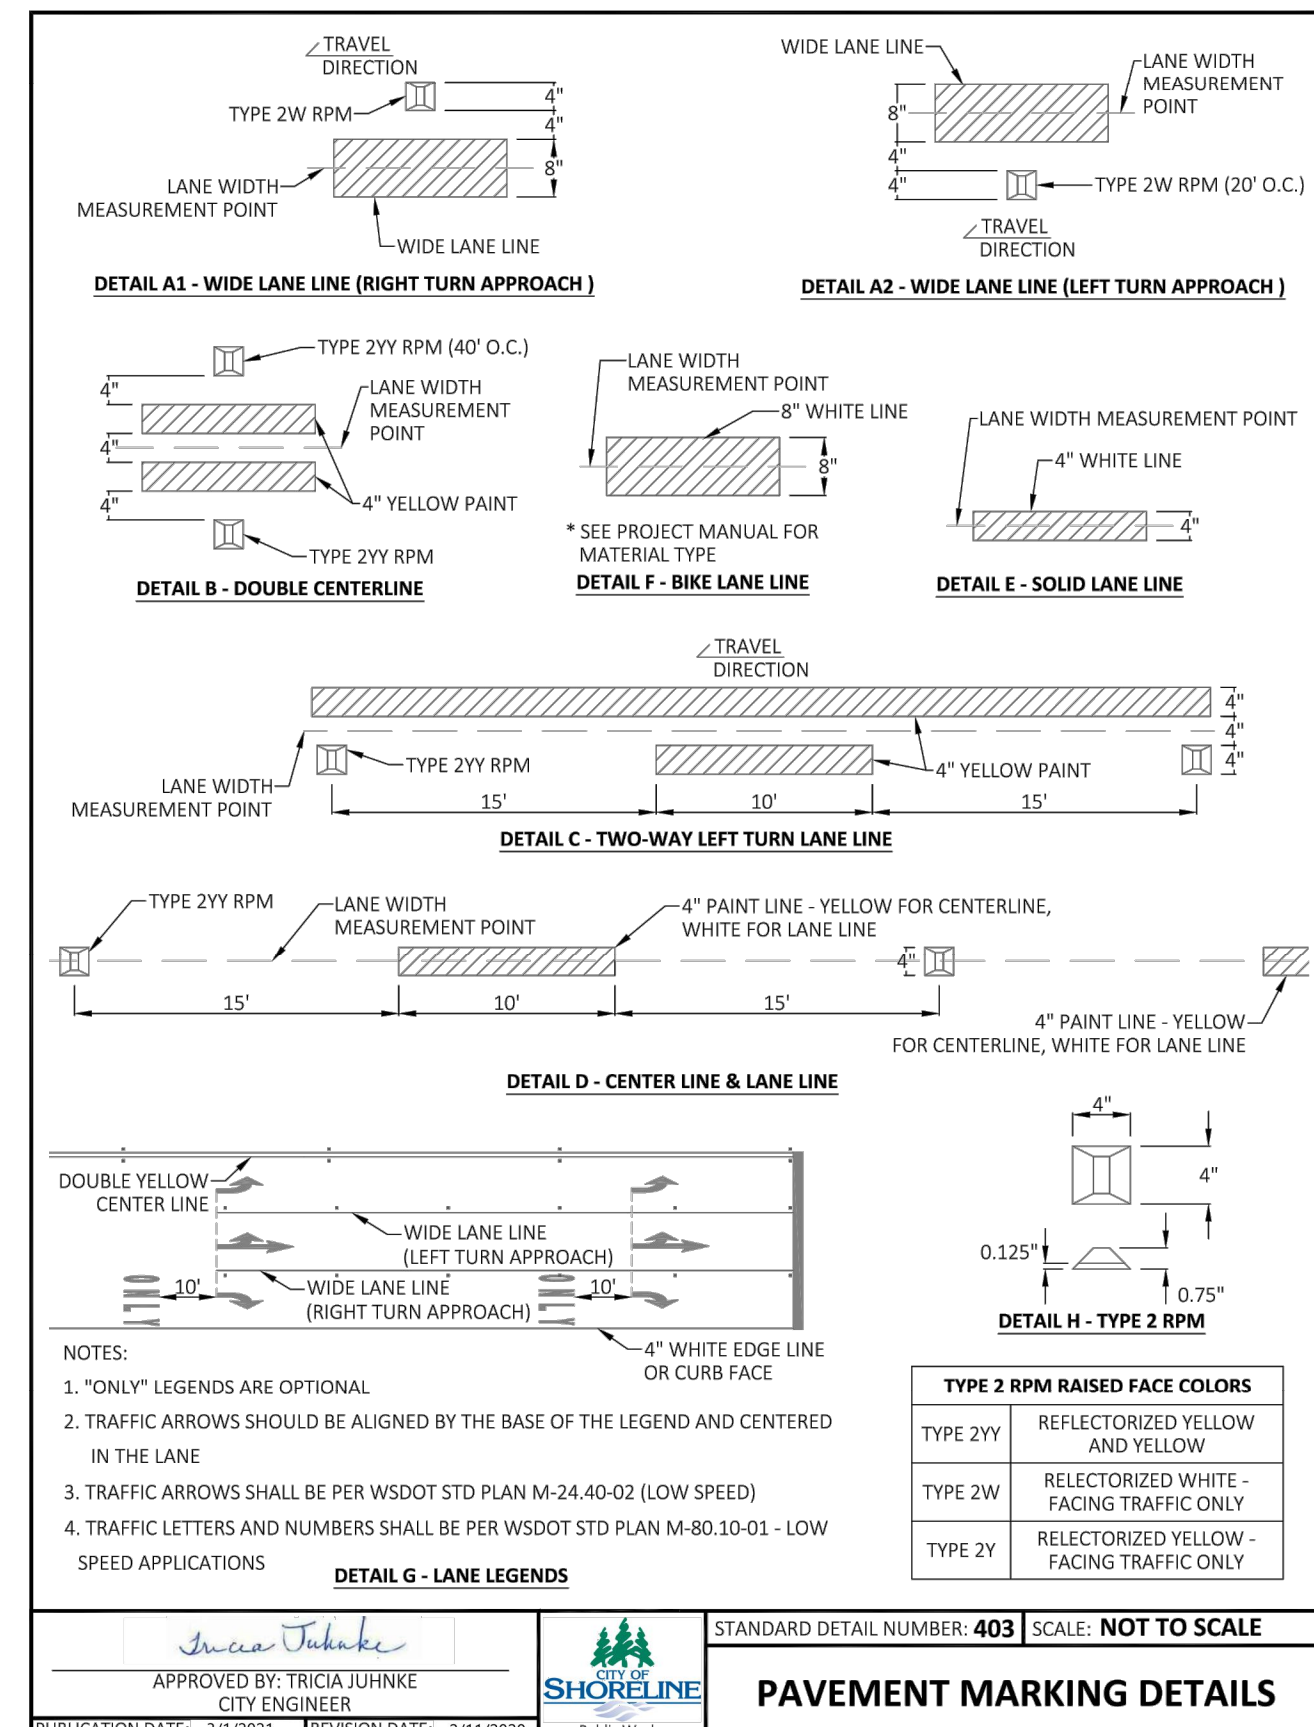 TRAVEL
DIRECTION
TYPE 2W RPM
4"
4"
8"
LANE WIDTH
MEASUREMENT POINT
WIDE LANE LINE
DETAIL A1 - WIDE LANE LINE (RIGHT TURN APPROACH )
WIDE LANE LINE
LANE WIDTH
MEASUREMENT
POINT
8"
4"
4"
TYPE 2W RPM (20' O.C.)
TRAVEL
DIRECTION
DETAIL A2 - WIDE LANE LINE (LEFT TURN APPROACH )
TYPE 2YY RPM (40' O.C.)
4"
LANE WIDTH
MEASUREMENT
POINT
4"
4"
4" YELLOW PAINT
TYPE 2YY RPM
DETAIL B - DOUBLE CENTERLINE
LANE WIDTH
MEASUREMENT POINT
8" WHITE LINE
8"
* SEE PROJECT MANUAL FOR
MATERIAL TYPE
DETAIL F - BIKE LANE LINE
LANE WIDTH MEASUREMENT POINT
4" WHITE LINE
4"
DETAIL E - SOLID LANE LINE
TRAVEL
DIRECTION
4"
4"
4"
TYPE 2YY RPM
4" YELLOW PAINT
LANE WIDTH
MEASUREMENT POINT
15' 10' 15'
DETAIL C - TWO-WAY LEFT TURN LANE LINE
TYPE 2YY RPM
LANE WIDTH
MEASUREMENT POINT
4" PAINT LINE - YELLOW FOR CENTERLINE,
WHITE FOR LANE LINE
4"
15' 10' 15'
4" PAINT LINE - YELLOW
FOR CENTERLINE, WHITE FOR LANE LINE
DETAIL D - CENTER LINE & LANE LINE
DOUBLE YELLOW
CENTER LINE
WIDE LANE LINE
(LEFT TURN APPROACH)
10'
WIDE LANE LINE
(RIGHT TURN APPROACH)
10'
ONLY
ONLY
4" WHITE EDGE LINE
OR CURB FACE
4"
4"
0.125"
0.75"
DETAIL H - TYPE 2 RPM
NOTES:
1. "ONLY" LEGENDS ARE OPTIONAL
2. TRAFFIC ARROWS SHOULD BE ALIGNED BY THE BASE OF THE LEGEND AND CENTERED
IN THE LANE
3. TRAFFIC ARROWS SHALL BE PER WSDOT STD PLAN M-24.40-02 (LOW SPEED)
4. TRAFFIC LETTERS AND NUMBERS SHALL BE PER WSDOT STD PLAN M-80.10-01 - LOW
SPEED APPLICATIONS
DETAIL G - LANE LEGENDS
TYPE 2 RPM RAISED FACE COLORS
TYPE 2YY REFLECTORIZED YELLOW
AND YELLOW
TYPE 2W RELECTORIZED WHITE -
FACING TRAFFIC ONLY
TYPE 2Y RELECTORIZED YELLOW -
FACING TRAFFIC ONLY
Tricia Juhnke
APPROVED BY: TRICIA JUHNKE
CITY ENGINEER
CITY OF
SHORELINE
STANDARD DETAIL NUMBER: 403
SCALE: NOT TO SCALE
PAVEMENT MARKING DETAILS
PUBLICATION DATE:
REVISION DATE: